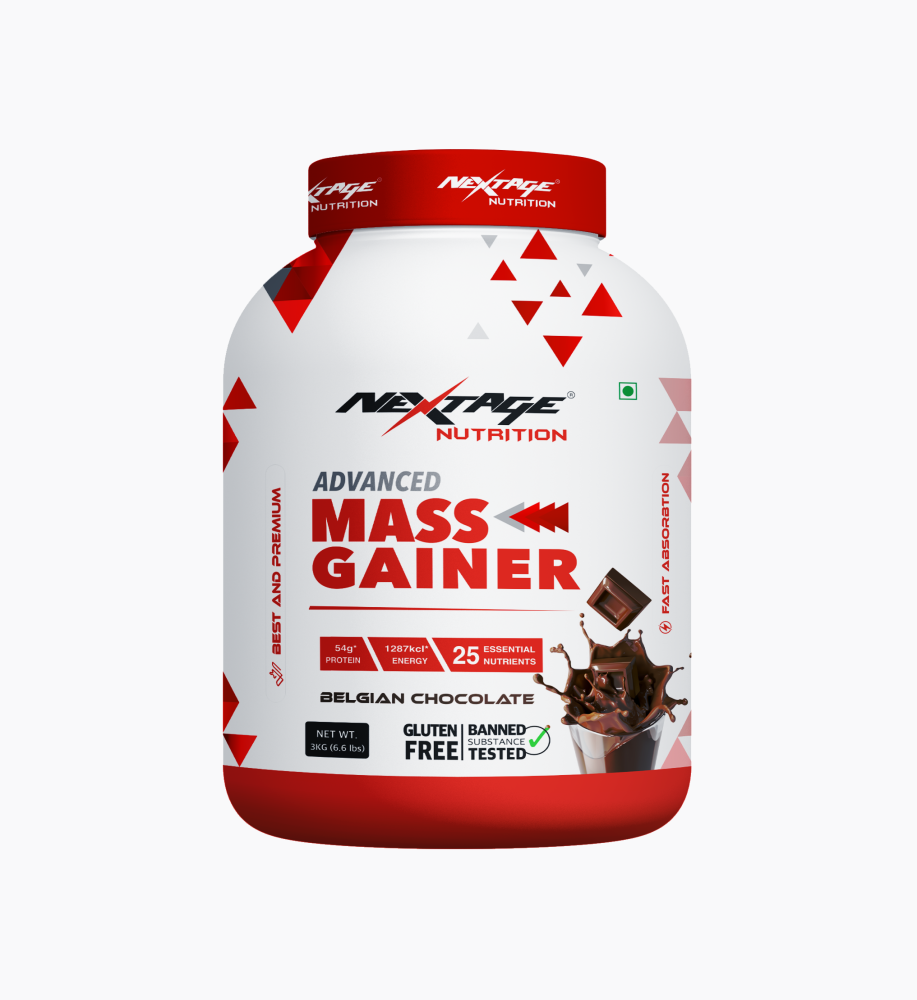 NEXTAGE
NUTRITION
NEXTAGE®
NUTRITION
NEXTAGE®
NUTRITION
ADVANCED
MASS
GAINER
BEST AND PREMIUM
FAST ABSORBTION
54g* PROTEIN
1287kcl* ENERGY
25 ESSENTIAL NUTRIENTS
BELGIAN CHOCOLATE
NET WT.
3KG (6.6 lbs)
GLUTEN FREE
BANNED SUBSTANCE TESTED